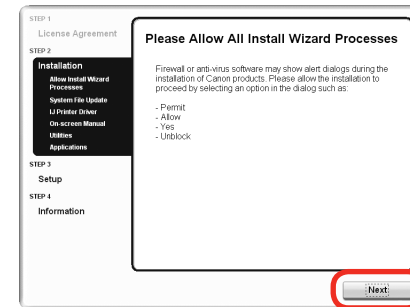 STEP 1
License Agreement
STEP 2
Installation
Allow Install Wizard
Processes
System File Update
IJ Printer Driver
On-screen Manual
Utilities
Applications
STEP 3
Setup
STEP 4
Information
Please Allow All Install Wizard Processes
Firewall or anti-virus software may show alert dialogs during the
installation of Canon products. Please allow the installation to
proceed by selecting an option in the dialog such as:
- Permit
- Allow
- Yes
- Unblock
Next